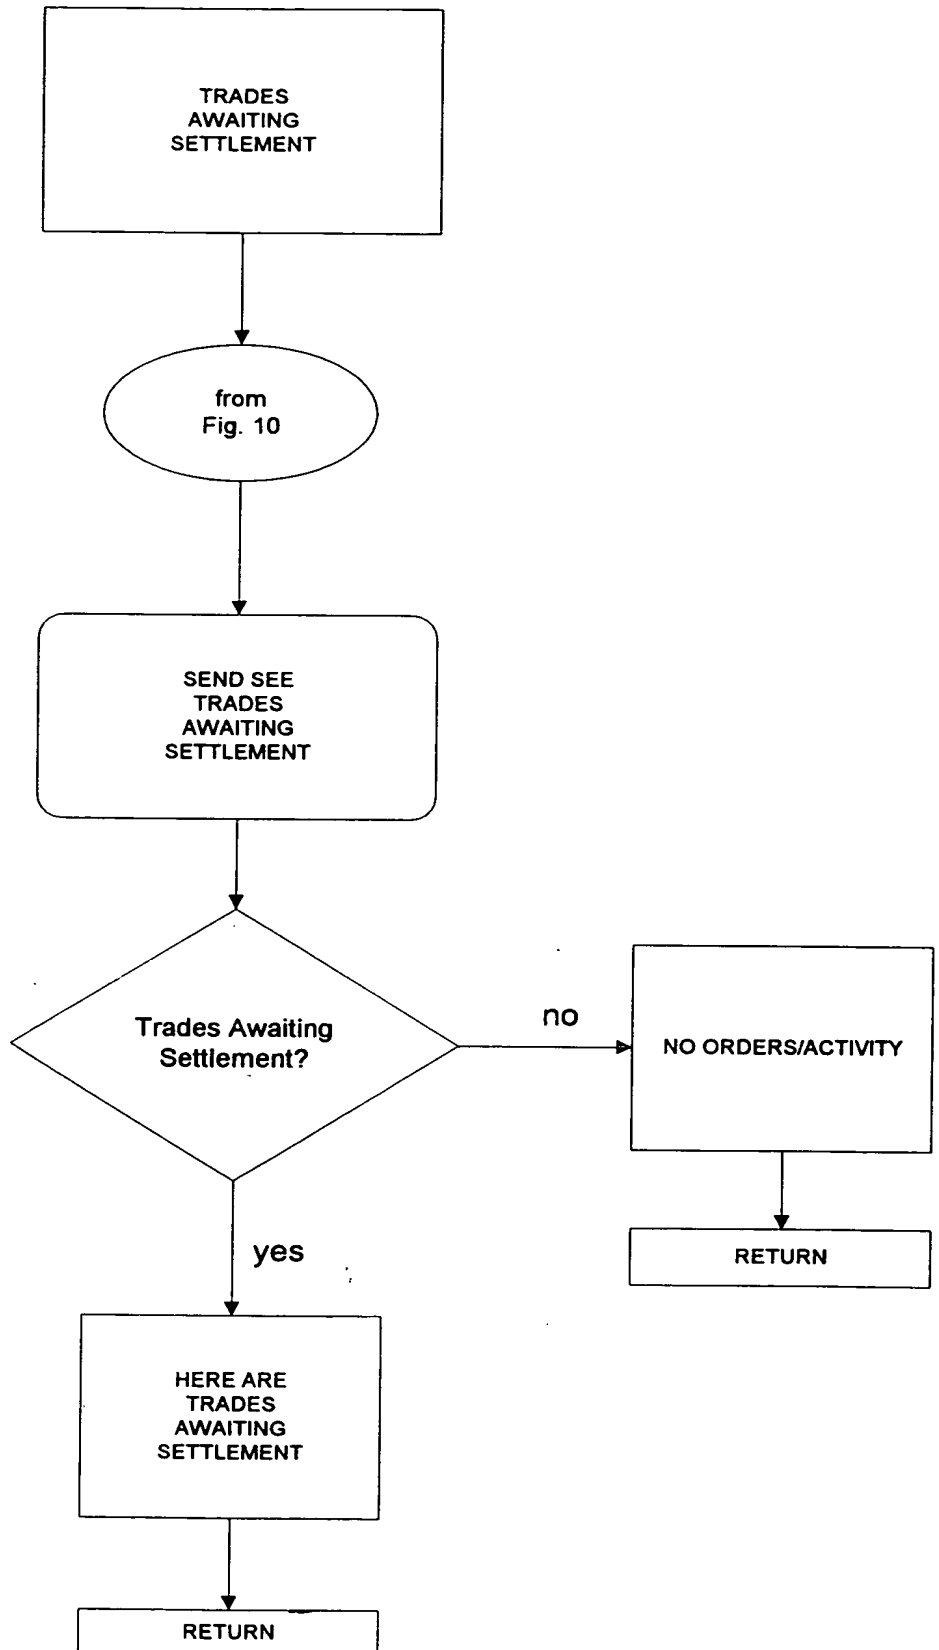 TRADES
AWAITING
SETTLEMENT
from
Fig. 10
SEND SEE
TRADES
AWAITING
SETTLEMENT
Trades Awaiting
Settlement?
no
NO ORDERS/ACTIVITY
RETURN
yes
HERE ARE
TRADES
AWAITING
SETTLEMENT
RETURN